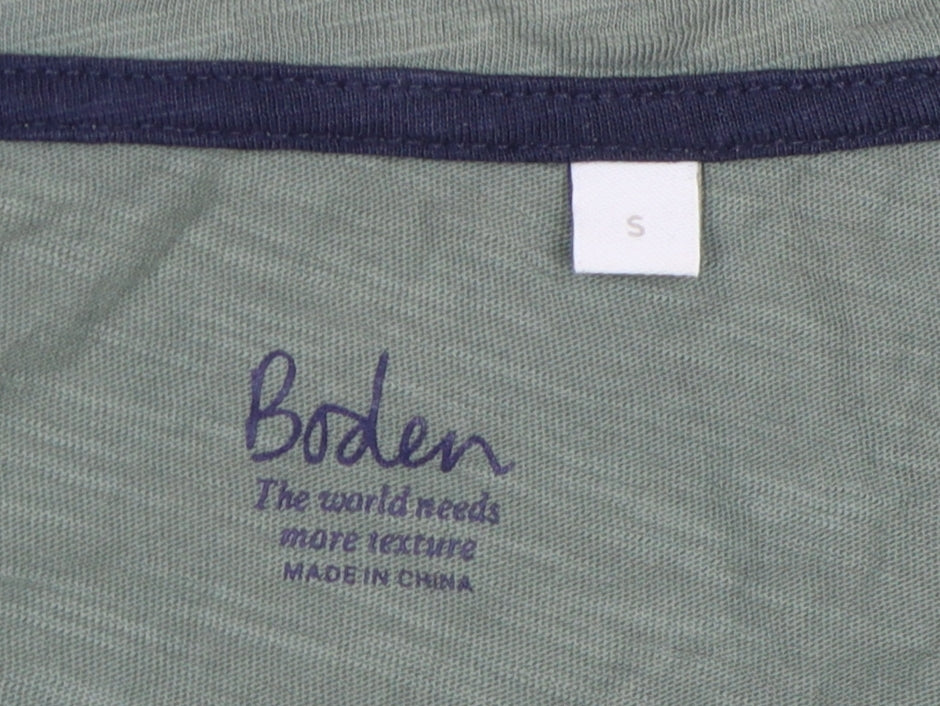 S
Boden
The world needs
more texture
MADE IN CHINA